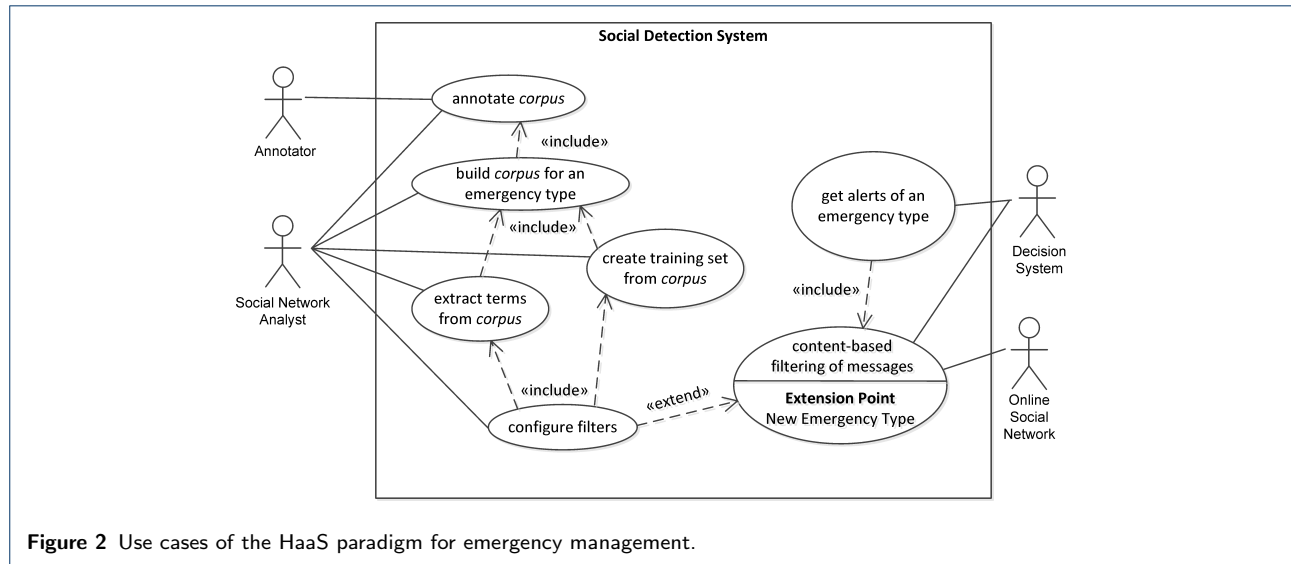 Social Detection System
annotate corpus
Annotator
«include»
build corpus for an
emergency type
get alerts of an
emergency type
«include»
Decision
System
create training set
from corpus
Social Network
Analyst
extract terms
from corpus
«include»
content-based
filtering of messages
«include»
«extend»
Extension Point
New Emergency Type
Online
Social
Network
configure filters
Figure 2 Use cases of the HaaS paradigm for emergency management.